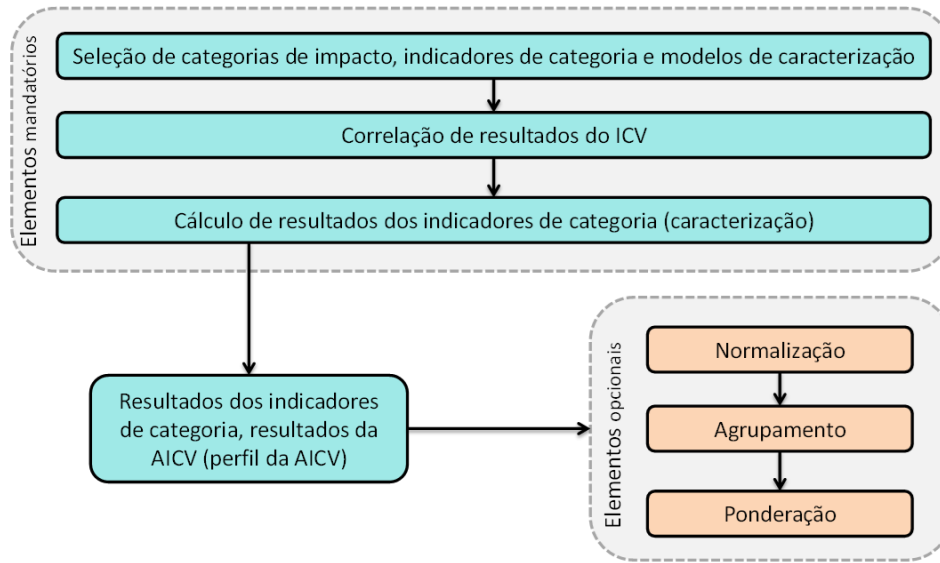 Elementos mandatórios
Seleção de categorias de impacto, indicadores de categoria e modelos de caracterização
Correlação de resultados do ICV
Cálculo de resultados dos indicadores de categoria (caracterização)
Resultados dos indicadores
de categoria, resultados da
AICV (perfil da AICV)
Elementos opcionais
Normalização
Agrupamento
Ponderação